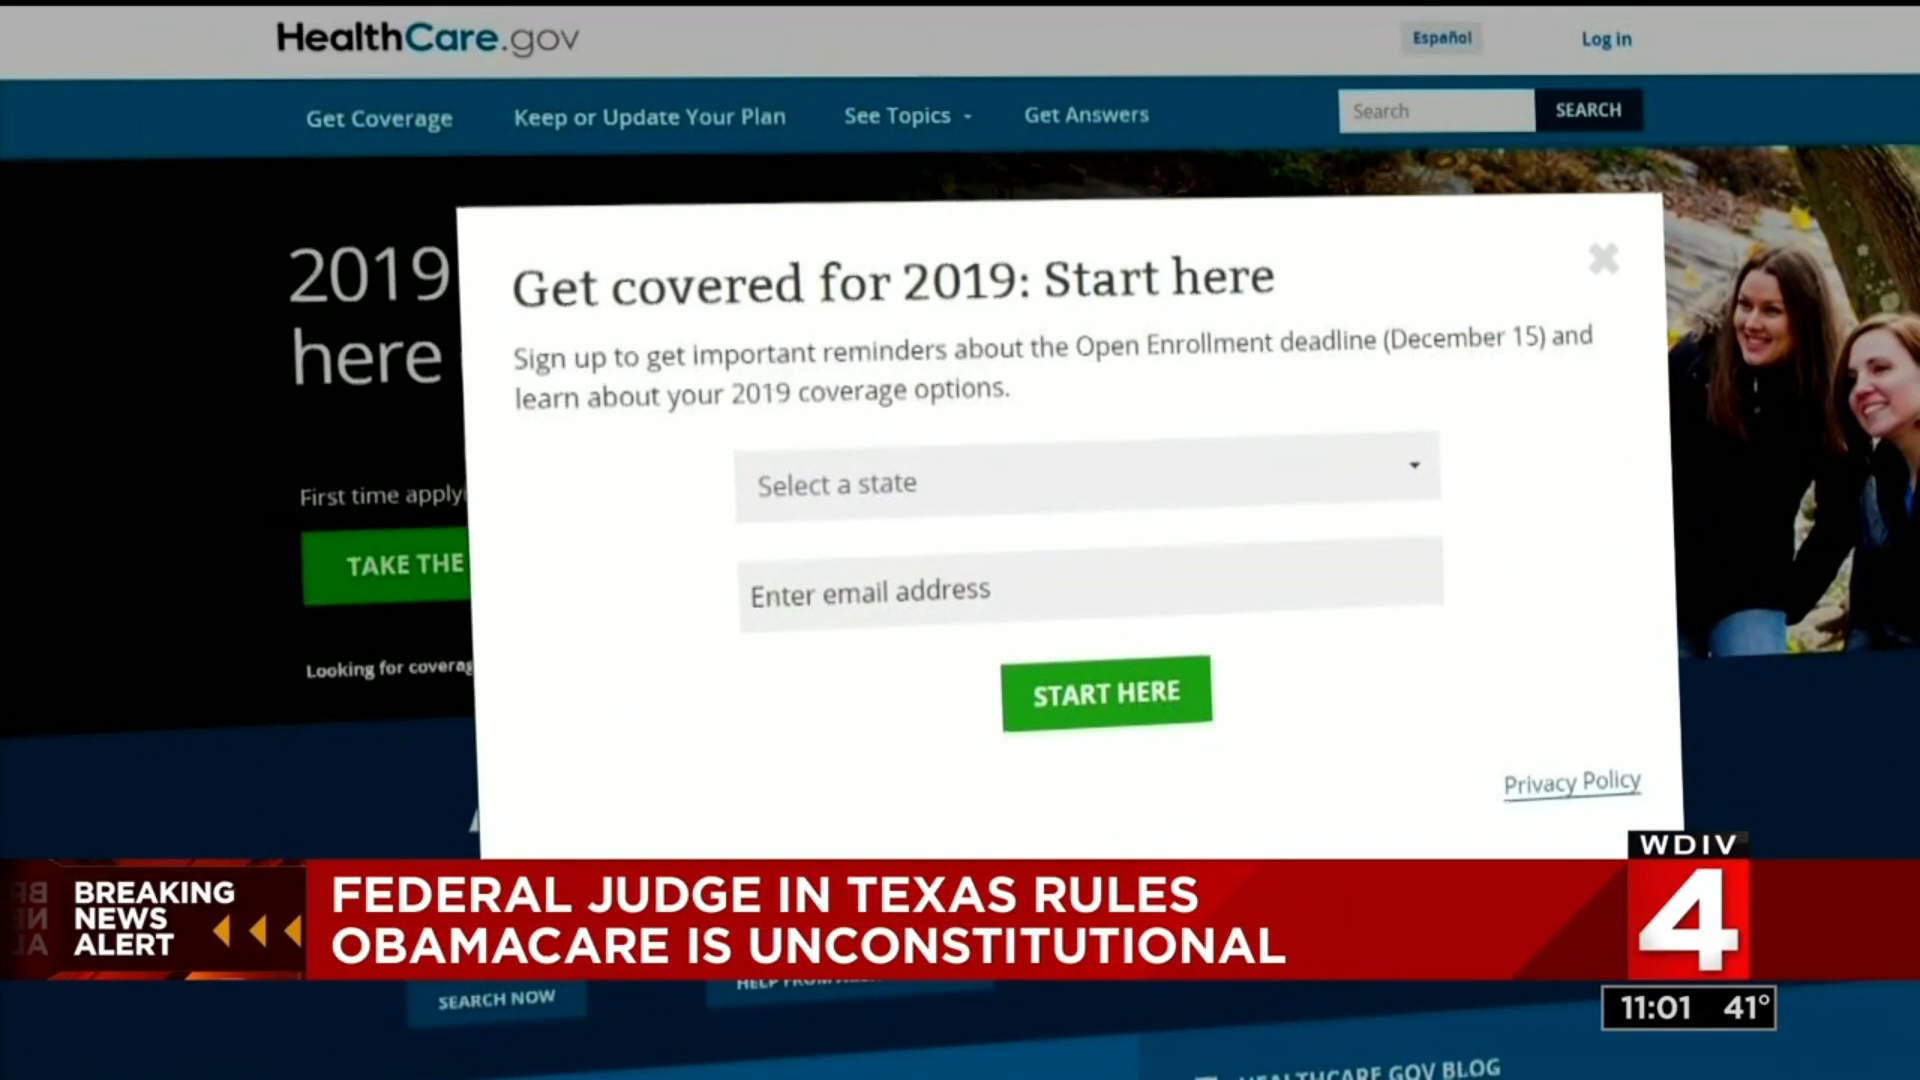 HealthCare.gov
Español
Log in
Get Coverage
Keep or Update Your Plan
See Topics
Get Answers
Search
SEARCH
2019
here
Get covered for 2019: Start here
Sign up to get important reminders about the Open Enrollment deadline (December 15) and
learn about your 2019 coverage options.
Select a state
Enter email address
START HERE
First time apply
TAKE THE
Looking for coverag
Privacy Policy
WDIV
4
BREAKING
NEWS
ALERT
FEDERAL JUDGE IN TEXAS RULES
OBAMACARE IS UNCONSTITUTIONAL
SEARCH NOW
11:01 41°
HEALTHCARE GOV BLOG